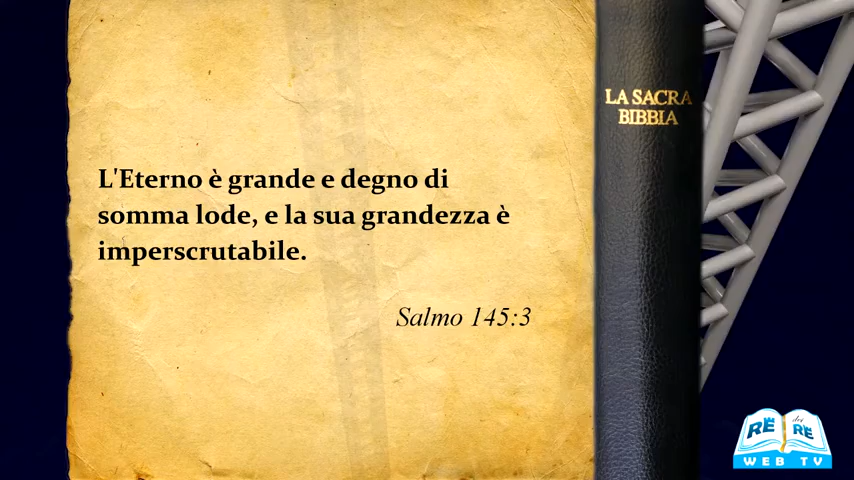 L'Eterno è grande e degno di
somma lode, e la sua grandezza è
imperscrutabile.
Salmo 145:3
LA SACRA
BIBBIA
RE dei RE
WEB TV